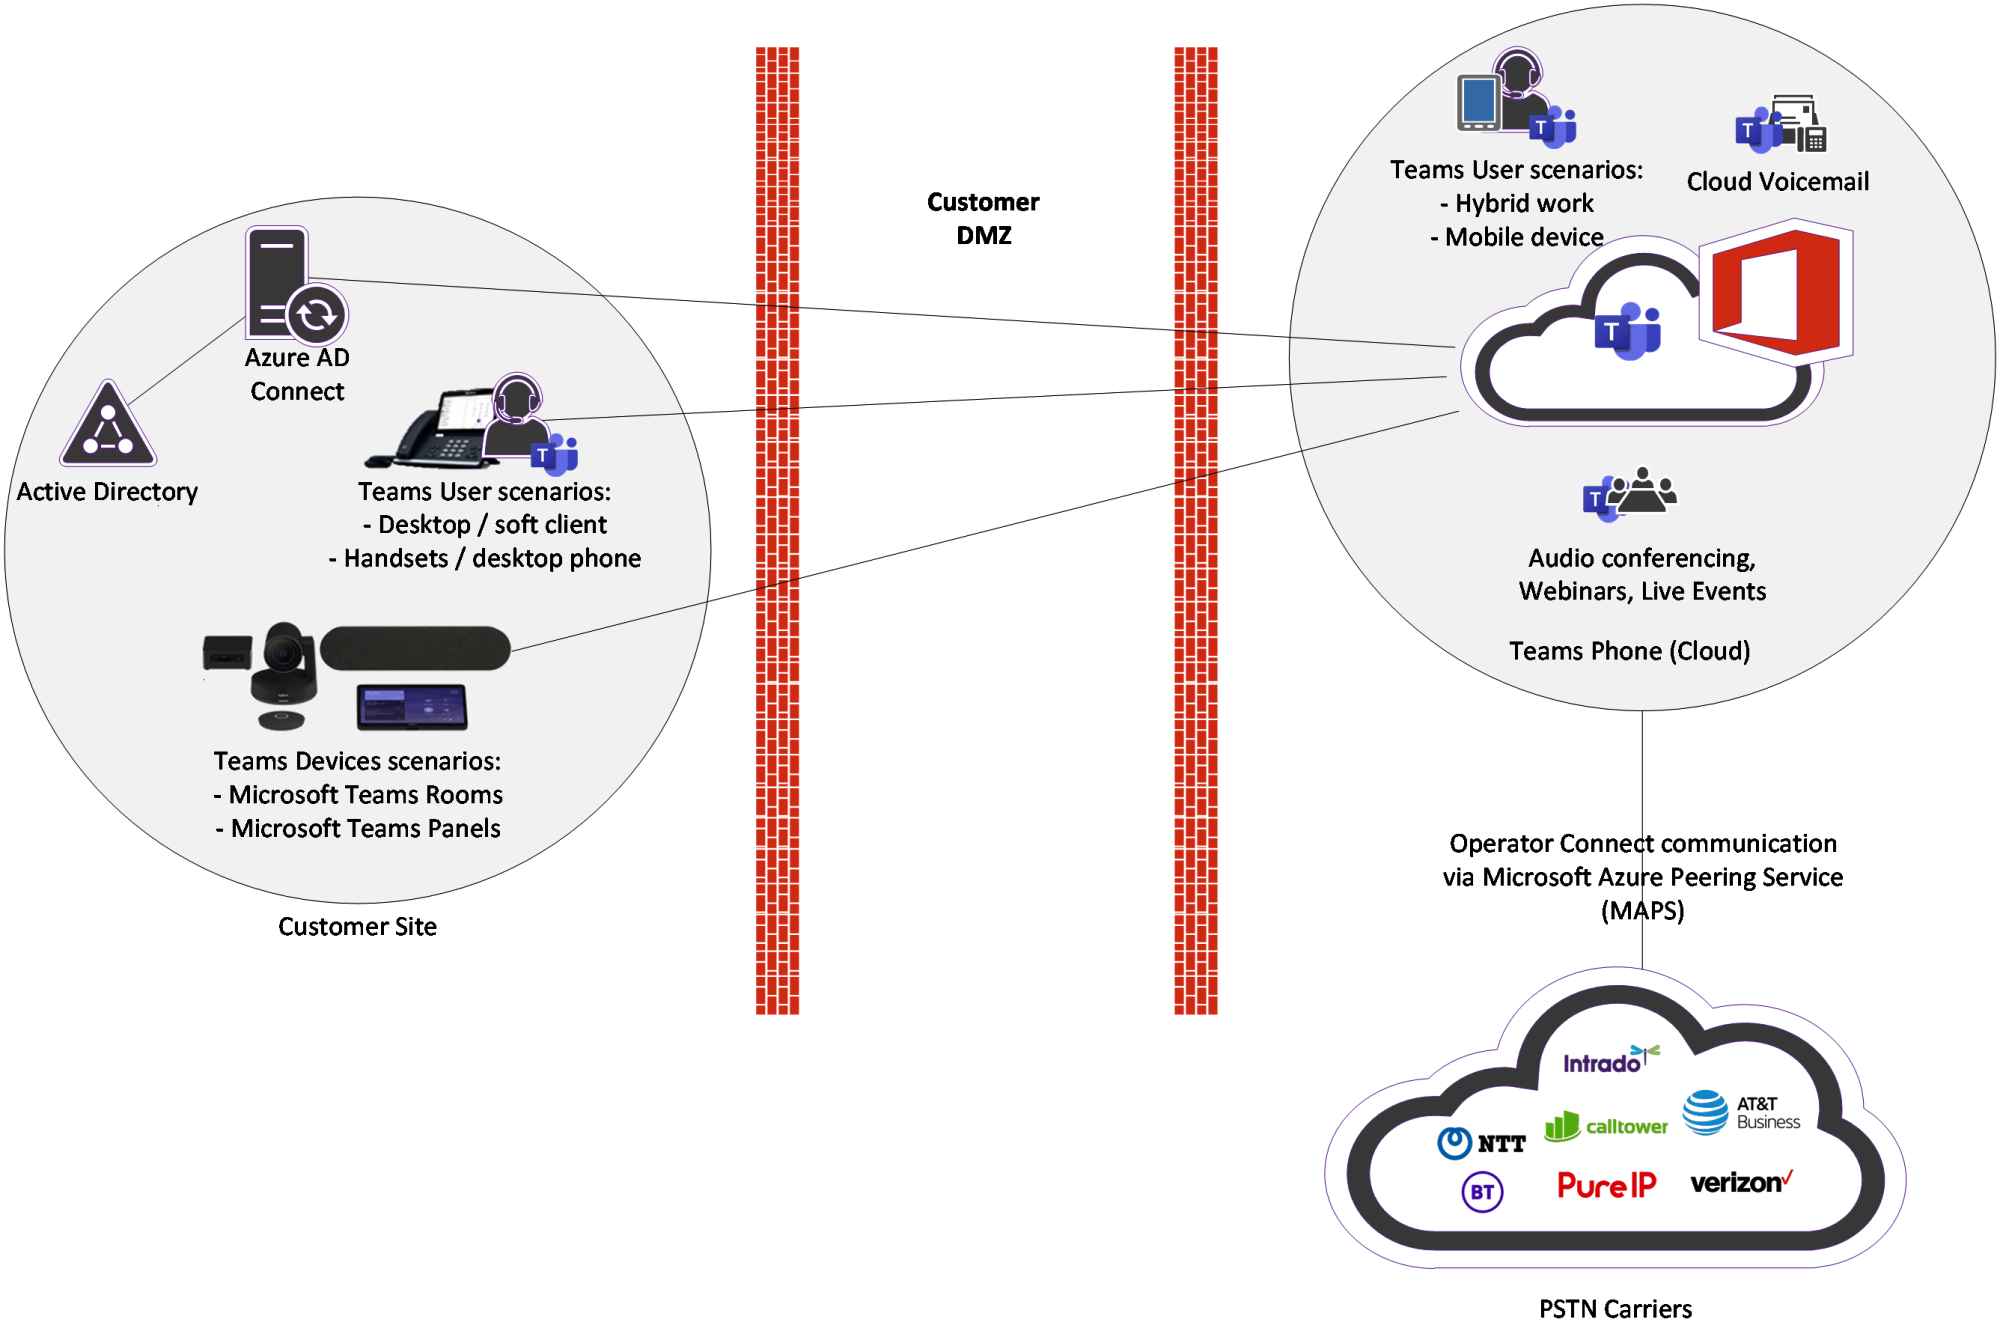 Customer
DMZ
Azure AD
Connect
Active Directory
T
Teams User scenarios:
- Desktop / soft client
- Handsets / desktop phone
Teams Devices scenarios:
- Microsoft Teams Rooms
- Microsoft Teams Panels
Customer Site
T
Teams User scenarios:
- Hybrid work
- Mobile device
T
Cloud Voicemail
T
T
Audio conferencing,
Webinars, Live Events
Teams Phone (Cloud)
Operator Connect communication
via Microsoft Azure Peering Service
(MAPS)
Intrado
AT&T
Business
calltower
NTT
BT
Pure IP
verizon✓
PSTN Carriers